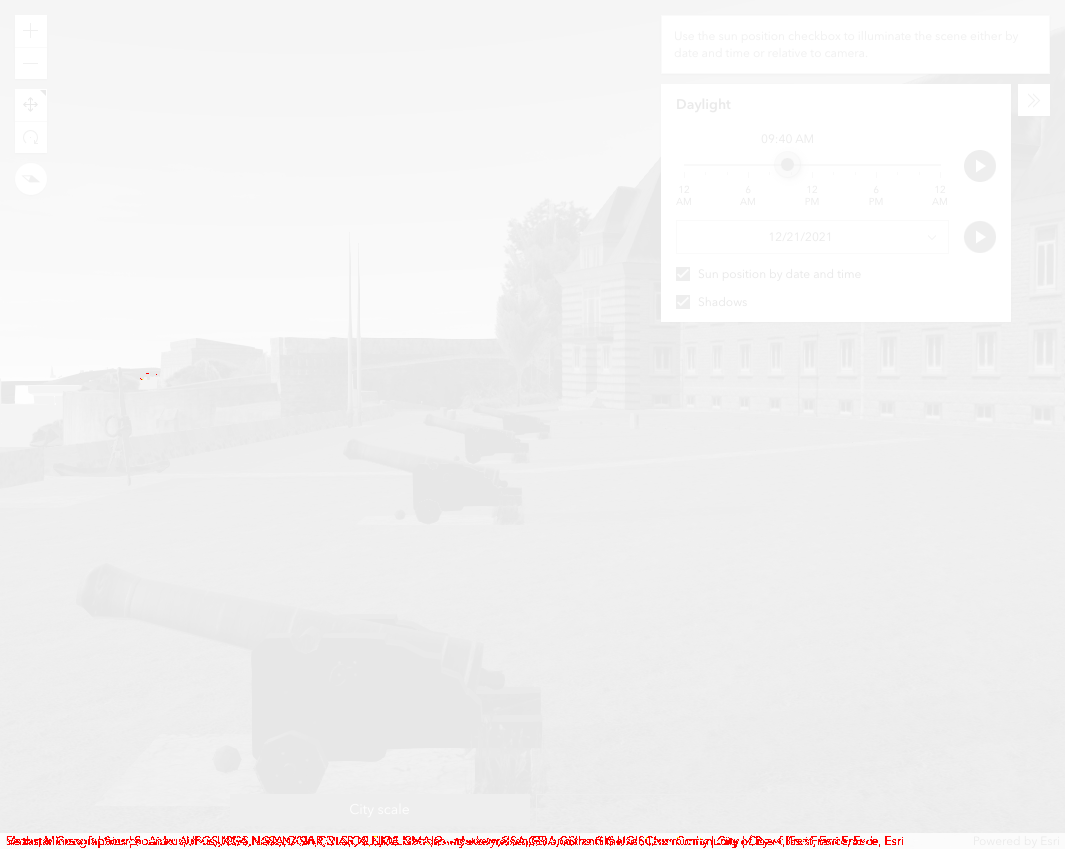 Use the sun position checkbox to illuminate the scene either by
date and time or relative to camera.
Daylight
09:40 AM
12 AM
6 AM
12 PM
6 PM
12 AM
12/21/2021
Sun position by date and time
Shadows
City scale
Powered by Esri